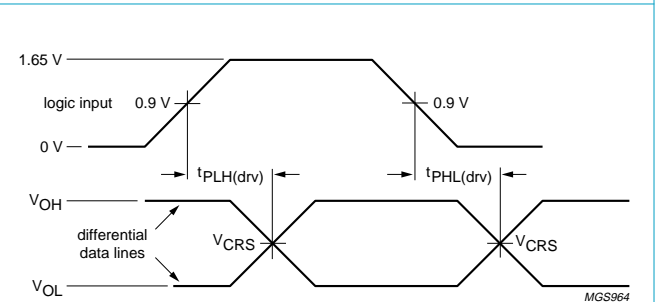 1.65 V
logic input 0.9 V 0.9 V
0 V
tPLH(drv) tPHL(drv)
VOH
differential
data lines
VCRS VCRS
VOL
MGS964